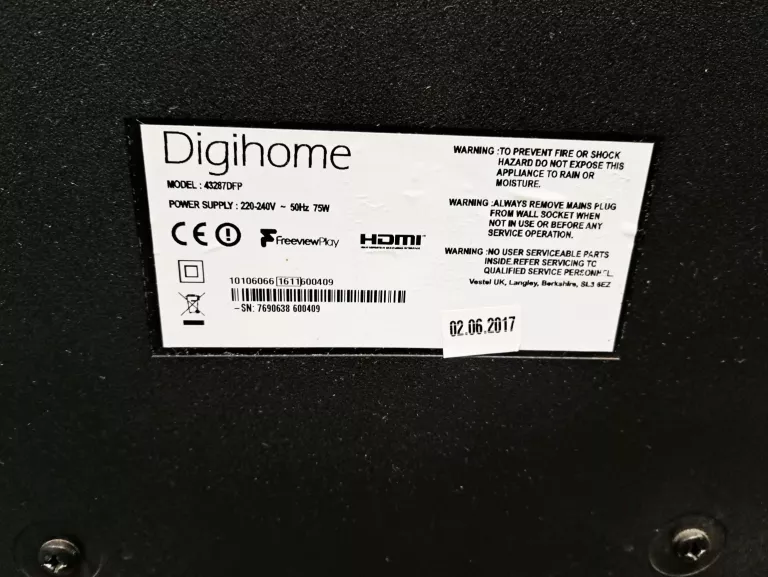 Digihome
MODEL : 43287DFP
POWER SUPPLY : 220-240V ~ 50Hz 75W
CE
FreeviewPlay
HDMI
10106066 1611 600409
-SN: 7690638 600409
WARNING :TO PREVENT FIRE OR SHOCK
HAZARD DO NOT EXPOSE THIS
APPLIANCE TO RAIN OR
MOISTURE.
WARNING :ALWAYS REMOVE MAINS PLUG
FROM WALL SOCKET WHEN
NOT IN USE OR BEFORE ANY
SERVICE OPERATION.
WARNING :NO USER SERVICEABLE PARTS
INSIDE.REFER SERVICING TO
QUALIFIED SERVICE PERSONNEL.
Vestel UK, Langley, Berkshire, SL3 6EZ
02.06.2017